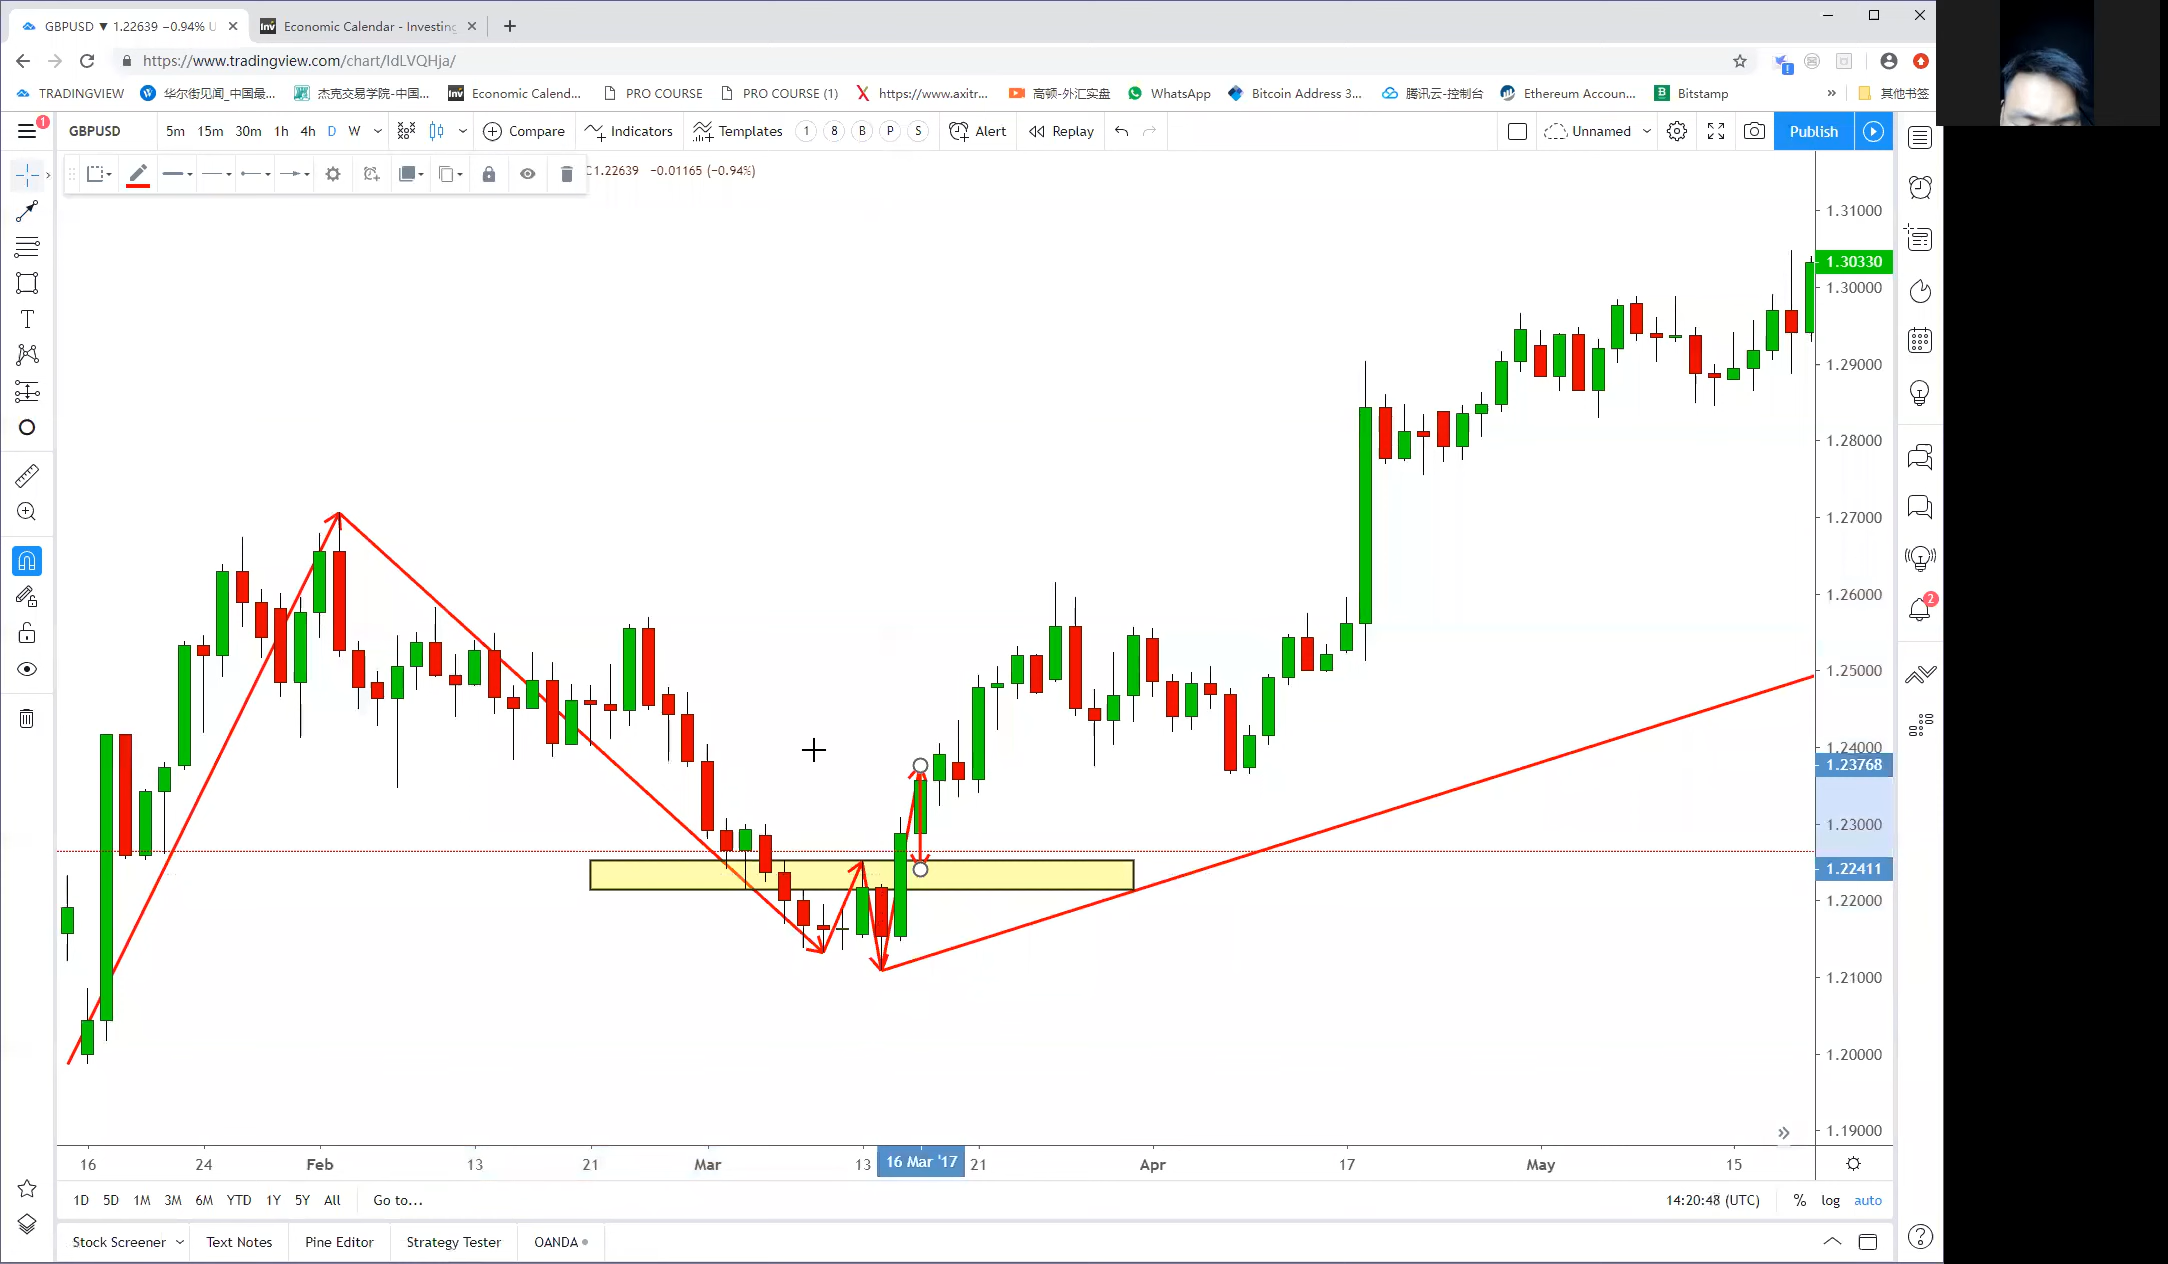 GBPUSD ▼ 1.22639 −0.94% U
Economic Calendar - Investing
https://www.tradingview.com/chart/IdLVQHja/
TRADINGVIEW 华尔街见闻_中国最... 杰克交易学院-中国... Economic Calend... PRO COURSE PRO COURSE (1) https://www.axitr... 高顿-外汇实盘 WhatsApp Bitcoin Address 3... 腾讯云-控制台 Ethereum Accoun... Bitstamp » 其他书签
1
GBPUSD 5m 15m 30m 1h 4h D W Compare Indicators Templates 1 8 B P S Alert Replay Unnamed Publish
1.22639 −0.01165 (−0.94%)
1.31000
1.30330
1.30000
1.29000
1.28000
1.27000
1.26000
1.25000
1.24000
1.23768
1.23000
1.22411
1.22000
1.21000
1.20000
1.19000
2
16 24 Feb 13 21 Mar 13 16 Mar '17 21 Apr 17 May 15
1D 5D 1M 3M 6M YTD 1Y 5Y All Go to... 14:20:48 (UTC) % log auto
Stock Screener Text Notes Pine Editor Strategy Tester OANDA